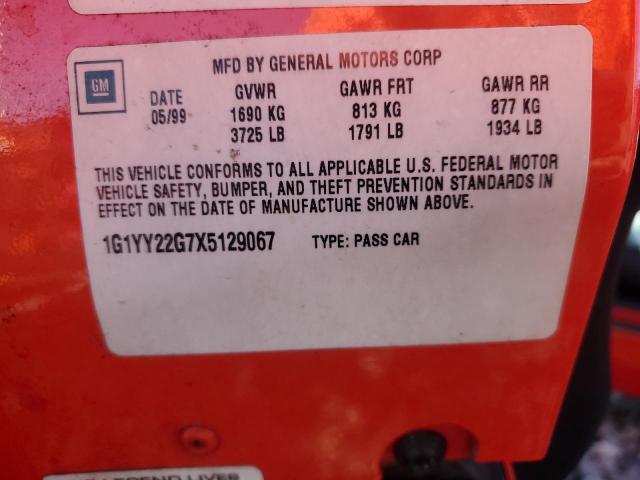 MFD BY GENERAL MOTORS CORP
GM
DATE GVWR GAWR FRT GAWR RR
05/99 1690 KG 813 KG 877 KG
3725 LB 1791 LB 1934 LB
THIS VEHICLE CONFORMS TO ALL APPLICABLE U.S. FEDERAL MOTOR
VEHICLE SAFETY, BUMPER, AND THEFT PREVENTION STANDARDS IN
EFFECT ON THE DATE OF MANUFACTURE SHOWN ABOVE.
1G1YY22G7X5129067 TYPE: PASS CAR
LEGEND LIVES